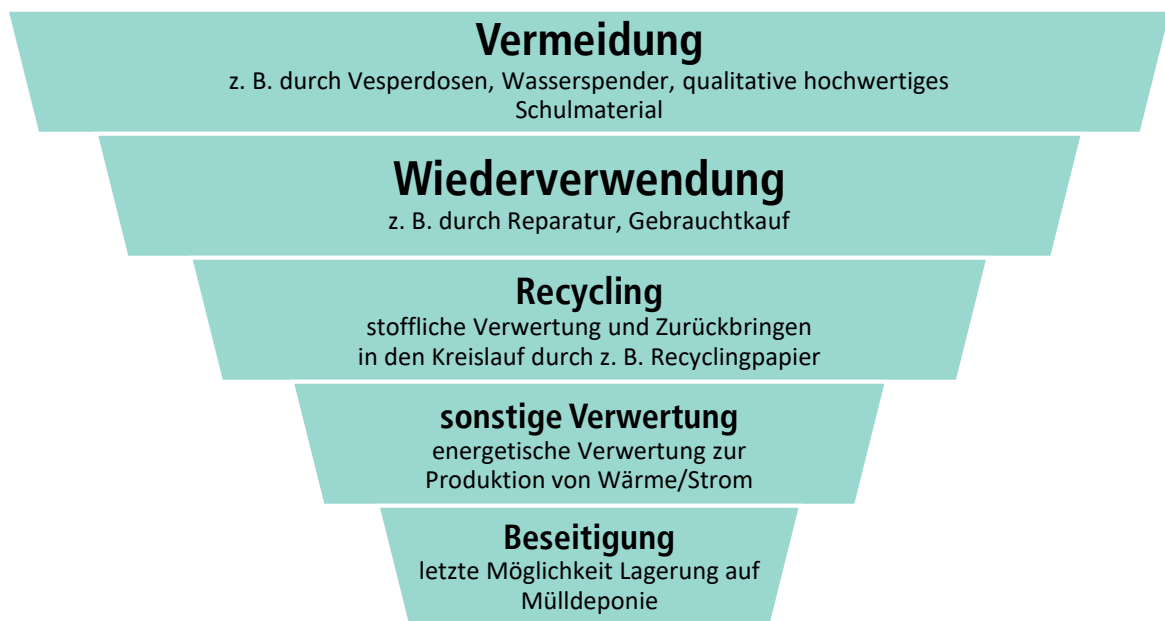 Vermeidung
z. B. durch Vesperdosen, Wasserspender, qualitative hochwertiges
Schulmaterial
Wiederverwendung
z. B. durch Reparatur, Gebrauchtkauf
Recycling
stoffliche Verwertung und Zurückbringen
in den Kreislauf durch z. B. Recyclingpapier
sonstige Verwertung
energetische Verwertung zur
Produktion von Wärme/Strom
Beseitigung
letzte Möglichkeit Lagerung auf
Mülldeponie